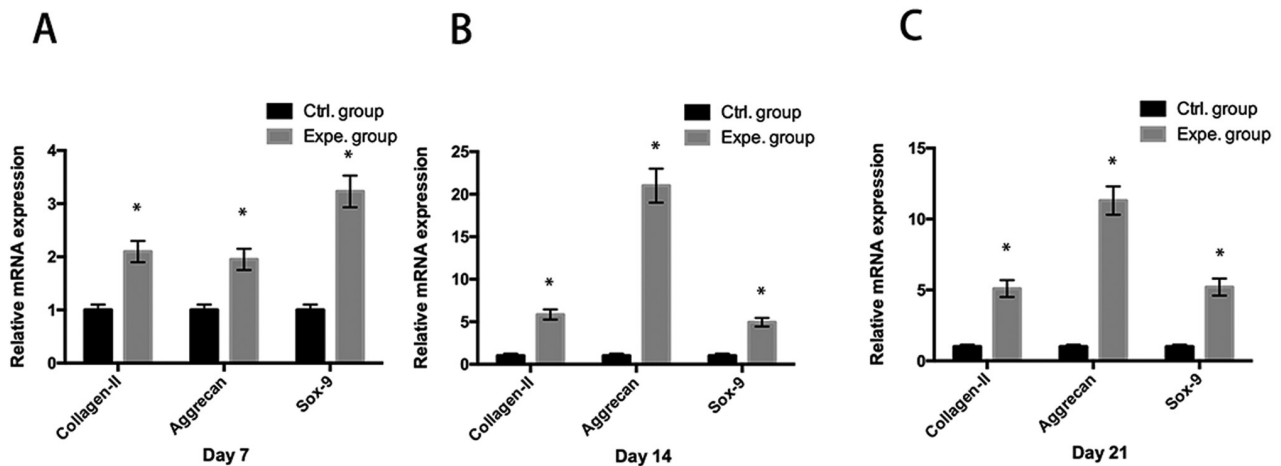 A
Ctrl. group
Expe. group
Relative mRNA expression
4
3
2
1
0
*
*
*
Collagen-II
Aggrecan
Sox-9
Day 7
B
Ctrl. group
Expe. group
Relative mRNA expression
25
20
15
10
5
0
*
*
*
Collagen-II
Aggrecan
Sox-9
Day 14
C
Ctrl. group
Expe. group
Relative mRNA expression
15
10
5
0
*
*
*
Collagen-II
Aggrecan
Sox-9
Day 21